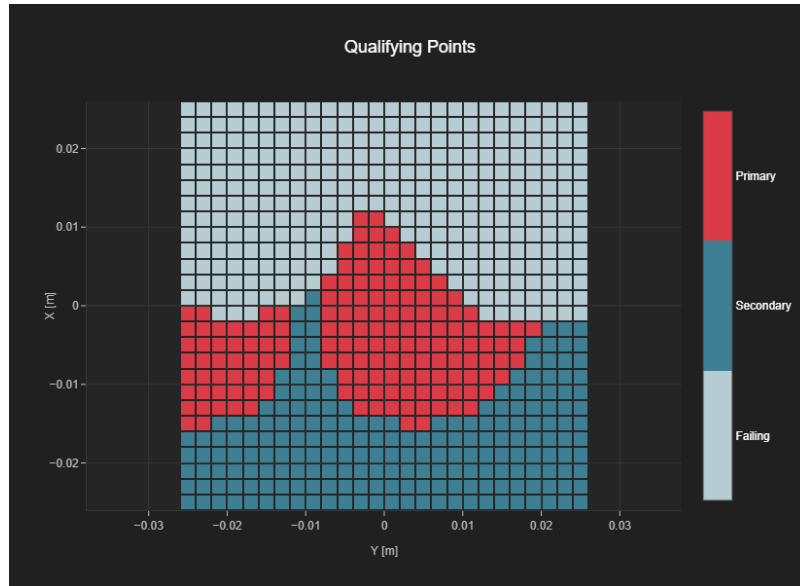 Qualifying Points
0.02
0.01
0
−0.01
−0.02
X [m]
−0.03
−0.02
−0.01
0
0.01
0.02
0.03
Y [m]
Primary
Secondary
Failing